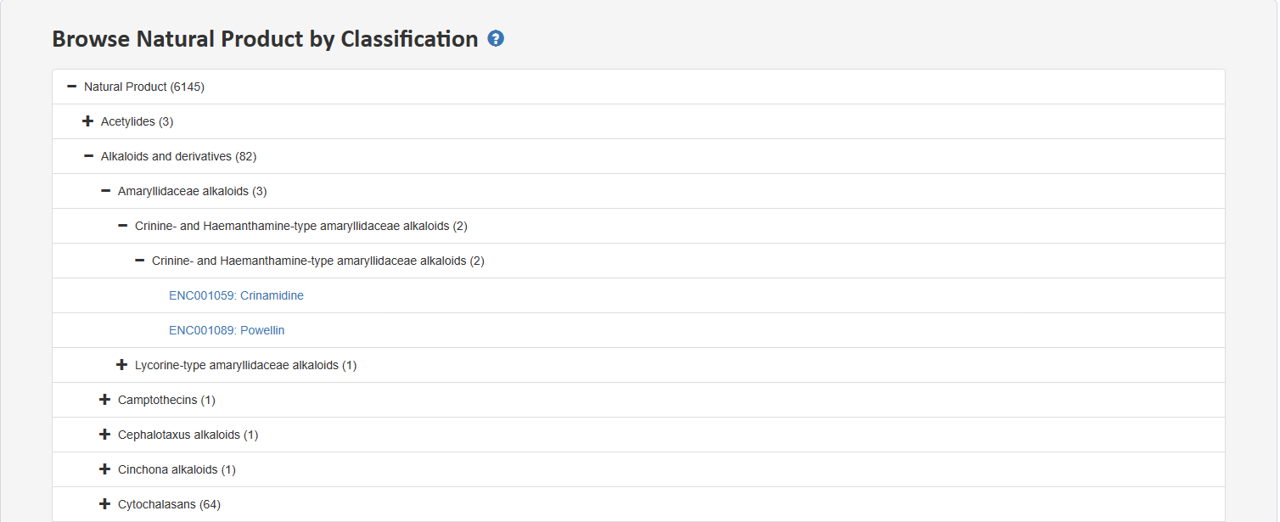 Browse Natural Product by Classification
Natural Product (6145)
Acetylides (3)
Alkaloids and derivatives (82)
Amaryllidaceae alkaloids (3)
Crinine- and Haemanthamine-type amaryllidaceae alkaloids (2)
Crinine- and Haemanthamine-type amaryllidaceae alkaloids (2)
ENC001059: Crinamidine
ENC001089: Powellin
Lycorine-type amaryllidaceae alkaloids (1)
Camptothecins (1)
Cephalotaxus alkaloids (1)
Cinchona alkaloids (1)
Cytochalasans (64)